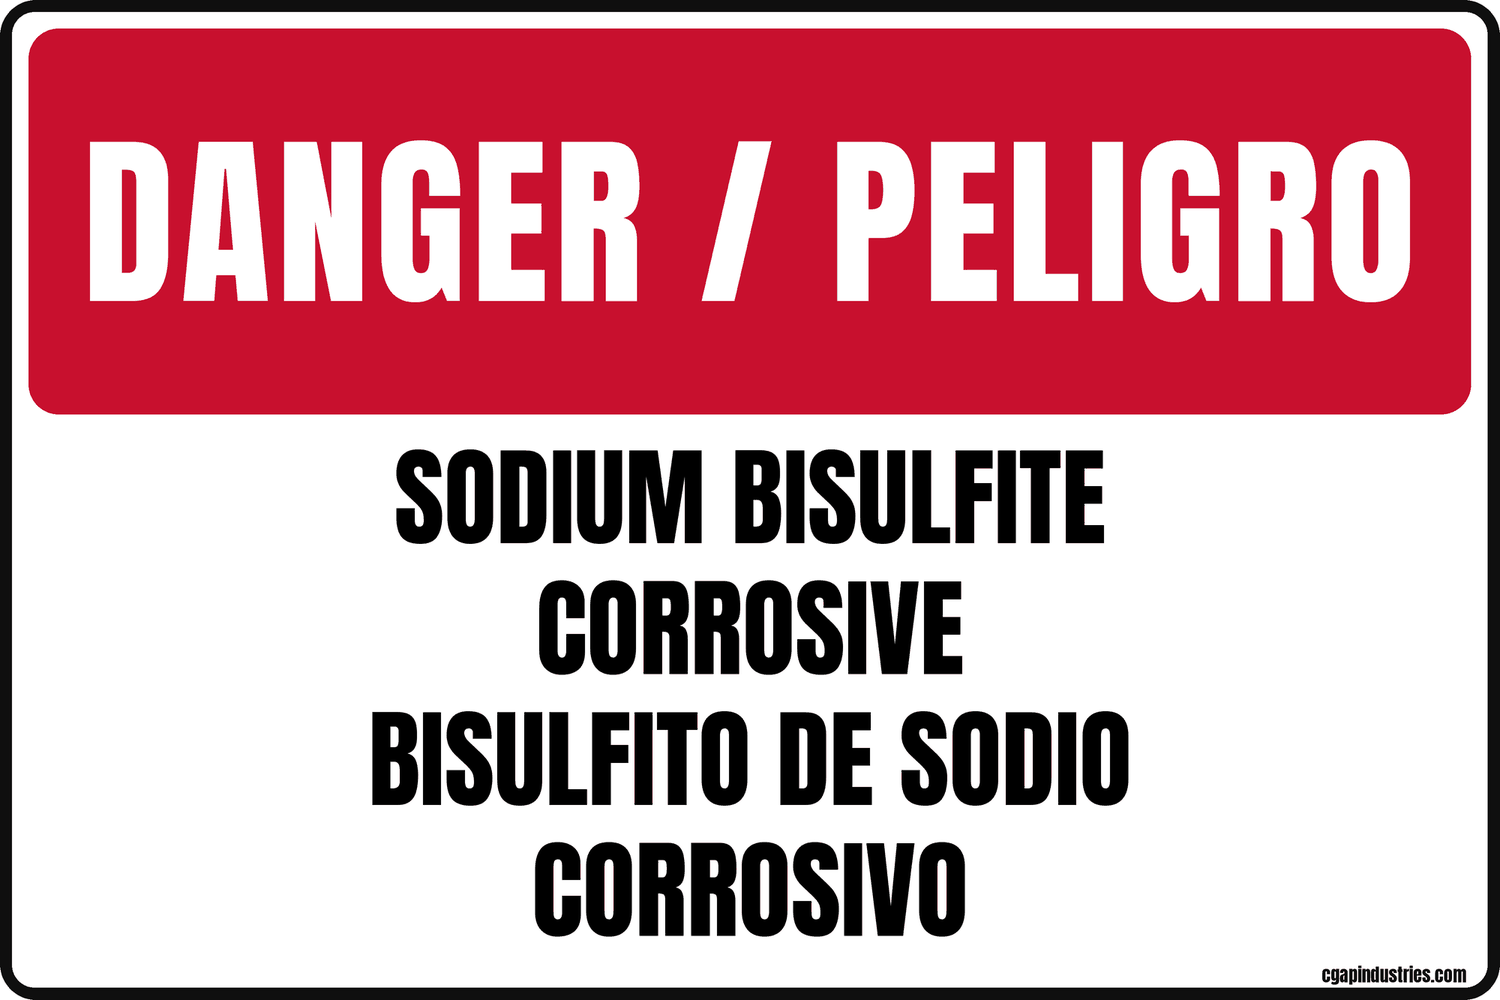 DANGER / PELIGRO
SODIUM BISULFITE
CORROSIVE
BISULFITO DE SODIO
CORROSIVO
cgapindustries.com